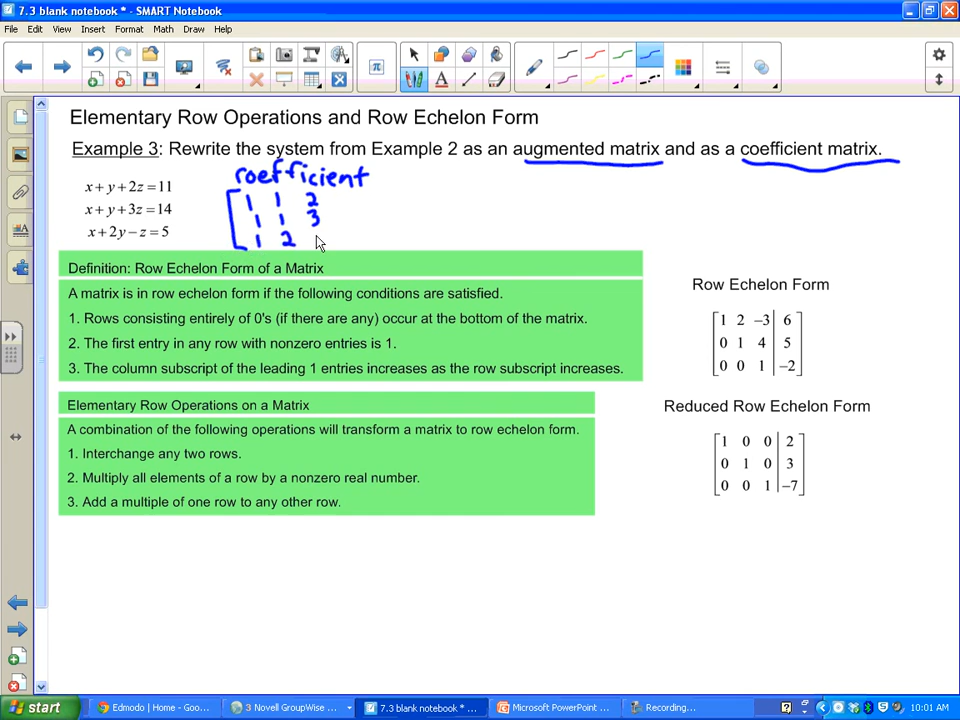 7.3 blank notebook * - SMART Notebook
File Edit View Insert Format Math Draw Help
Elementary Row Operations and Row Echelon Form
Example 3: Rewrite the system from Example 2 as an augmented matrix and as a coefficient matrix.
coefficient
x + y + 2z = 11
x + y + 3z = 14
x + 2y − z = 5
1 1 2
1 1 3
1 2
Definition: Row Echelon Form of a Matrix
A matrix is in row echelon form if the following conditions are satisfied.
1. Rows consisting entirely of 0's (if there are any) occur at the bottom of the matrix.
2. The first entry in any row with nonzero entries is 1.
3. The column subscript of the leading 1 entries increases as the row subscript increases.
Row Echelon Form
1 2 −3 | 6
0 1 4 | 5
0 0 1 | −2
Elementary Row Operations on a Matrix
A combination of the following operations will transform a matrix to row echelon form.
1. Interchange any two rows.
2. Multiply all elements of a row by a nonzero real number.
3. Add a multiple of one row to any other row.
Reduced Row Echelon Form
1 0 0 | 2
0 1 0 | 3
0 0 1 | −7
start Edmodo | Home - Goo... 3 Novell GroupWise ... 7.3 blank notebook * ... Microsoft PowerPoint ... Recording... 10:01 AM